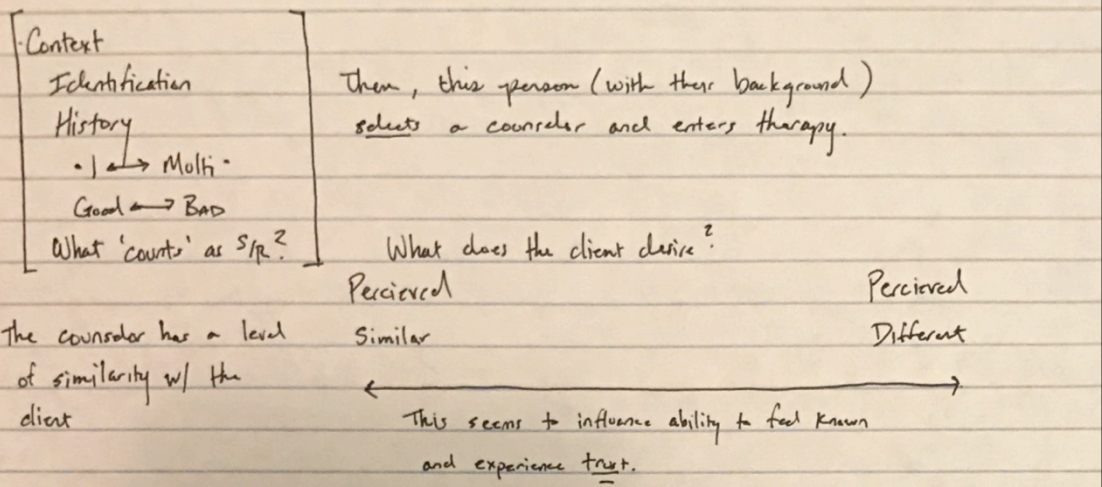 Context
Identification
History
• 1 ↔ Multi •
Good ↔ BAD
What 'counts' as S/R?
Then, this person (with their background)
selects a counselor and enters therapy.
What does the client desire?
Percieved
Similar
Percieved
Different
The counselor has a level
of similarity w/ the
client
This seems to influence ability to feel known
and experience trust.